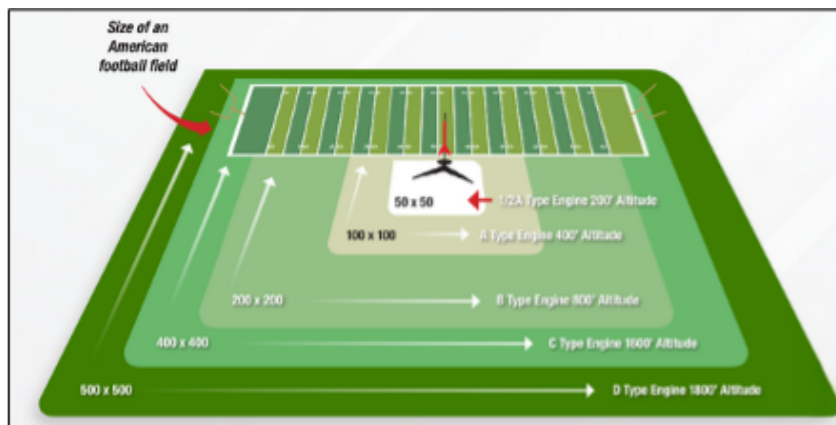 Size of an
American
football field
50 x 50
1/2A Type Engine 200' Altitude
100 x 100
A Type Engine 400' Altitude
200 x 200
B Type Engine 800' Altitude
400 x 400
C Type Engine 1600' Altitude
500 x 500
D Type Engine 1800' Altitude